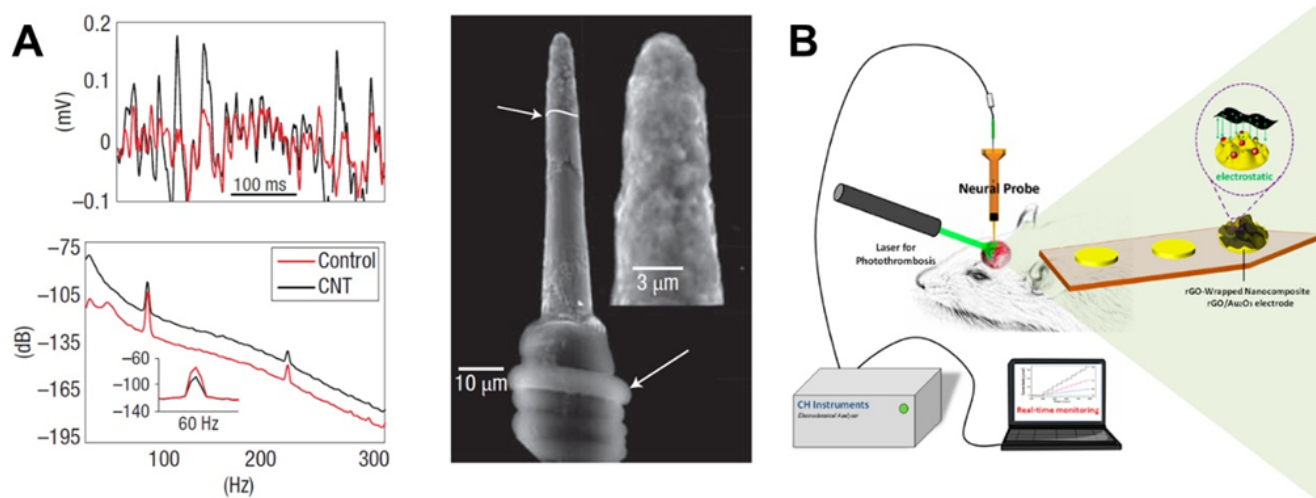 A
0.2
0.1
0
−0.1
(mV)
100 ms
−75
−105
−135
−165
−195
(dB)
Control
CNT
−60
−100
−140
60 Hz
100
200
300
(Hz)
3 μm
10 μm
B
electrostatic
Neural Probe
Laser for
Photothrombosis
rGO-Wrapped Nanocomposite
rGO/Au₂O₃ electrode
CH Instruments
Electrochemical Analyzer
Real-time monitoring